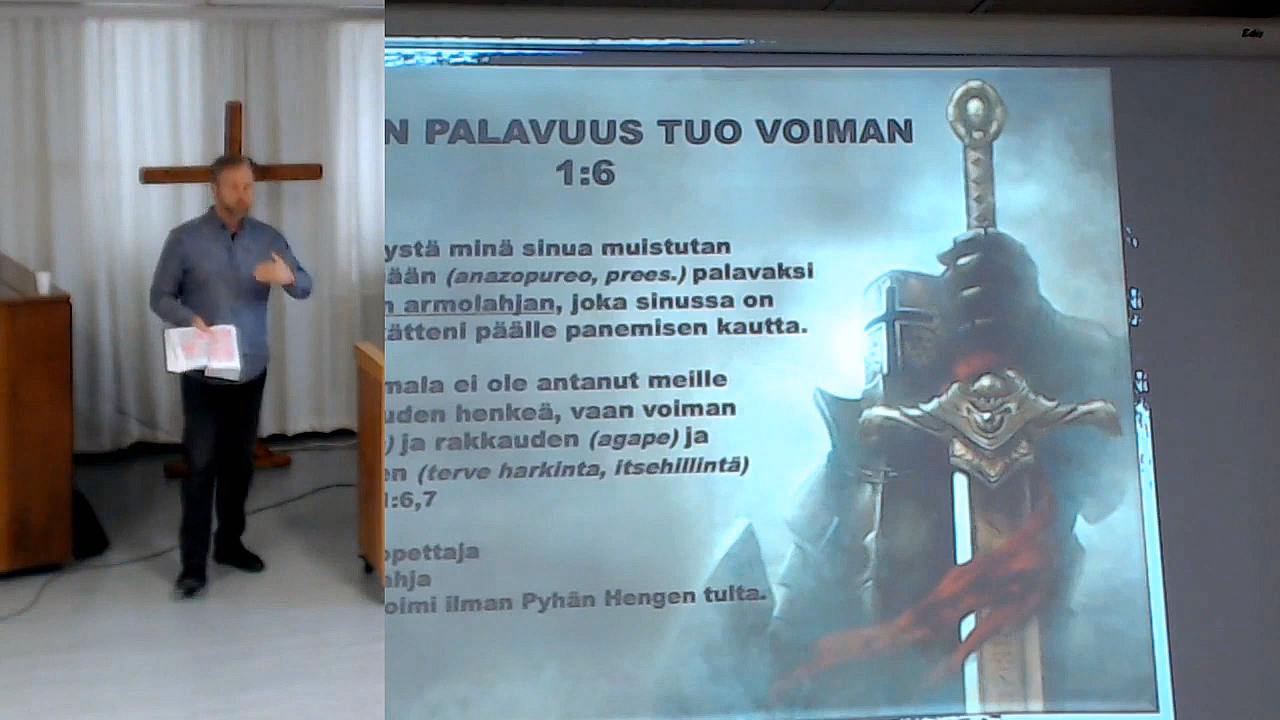 N PALAVUUS TUO VOIMAN
1:6
ystä minä sinua muistutan
ään (anazopureo, prees.) palavaksi
n armolahjan, joka sinussa on
ätteni päälle panemisen kautta.
mala ei ole antanut meille
uden henkeä, vaan voiman
) ja rakkauden (agape) ja
en (terve harkinta, itsehillintä)
1:6,7
opettaja
ahja
oimi ilman Pyhän Hengen tulta.